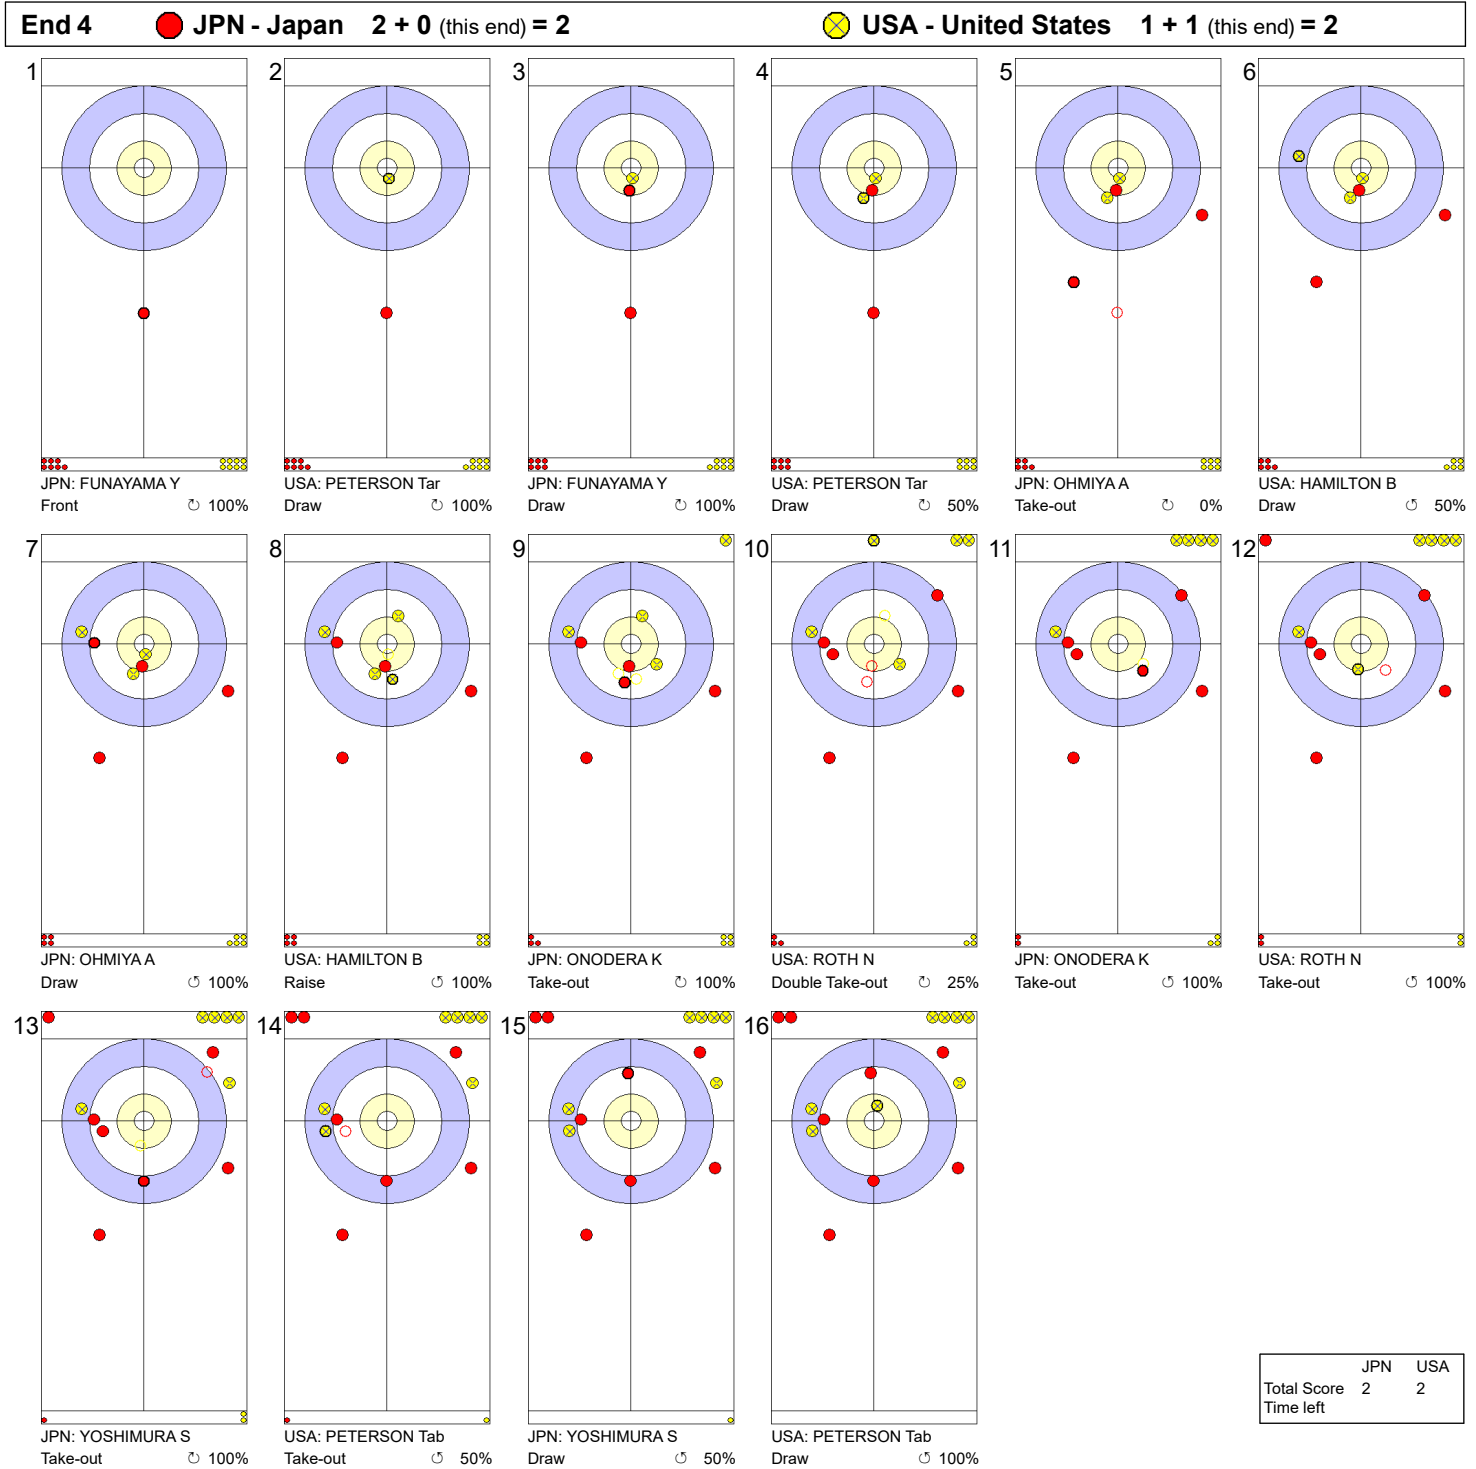 End 4 JPN - Japan 2 + 0 (this end) = 2 USA - United States 1 + 1 (this end) = 2
1 2 3 4 5 6
JPN: FUNAYAMA Y USA: PETERSON Tar JPN: FUNAYAMA Y USA: PETERSON Tar JPN: OHMIYA A USA: HAMILTON B
Front ↻ 100% Draw ↻ 100% Draw ↻ 100% Draw ↻ 50% Take-out ↻ 0% Draw ↺ 50%
7 8 9 10 11 12
JPN: OHMIYA A USA: HAMILTON B JPN: ONODERA K USA: ROTH N JPN: ONODERA K USA: ROTH N
Draw ↺ 100% Raise ↺ 100% Take-out ↺ 100% Double Take-out ↻ 25% Take-out ↺ 100% Take-out ↺ 100%
13 14 15 16
JPN: YOSHIMURA S USA: PETERSON Tab JPN: YOSHIMURA S USA: PETERSON Tab
Take-out ↺ 100% Take-out ↺ 50% Draw ↺ 50% Draw ↺ 100%
JPN USA
Total Score 2 2
Time left